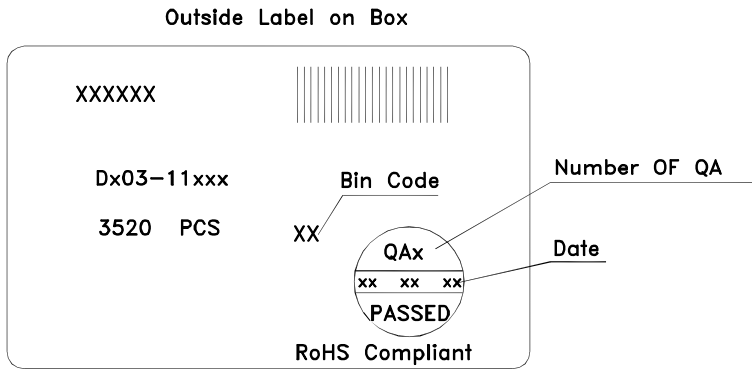 Outside Label on Box
XXXXXX
Dx03-11xxx
Bin Code
Number OF QA
3520 PCS
XX
QAx
Date
xx xx xx
PASSED
RoHS Compliant